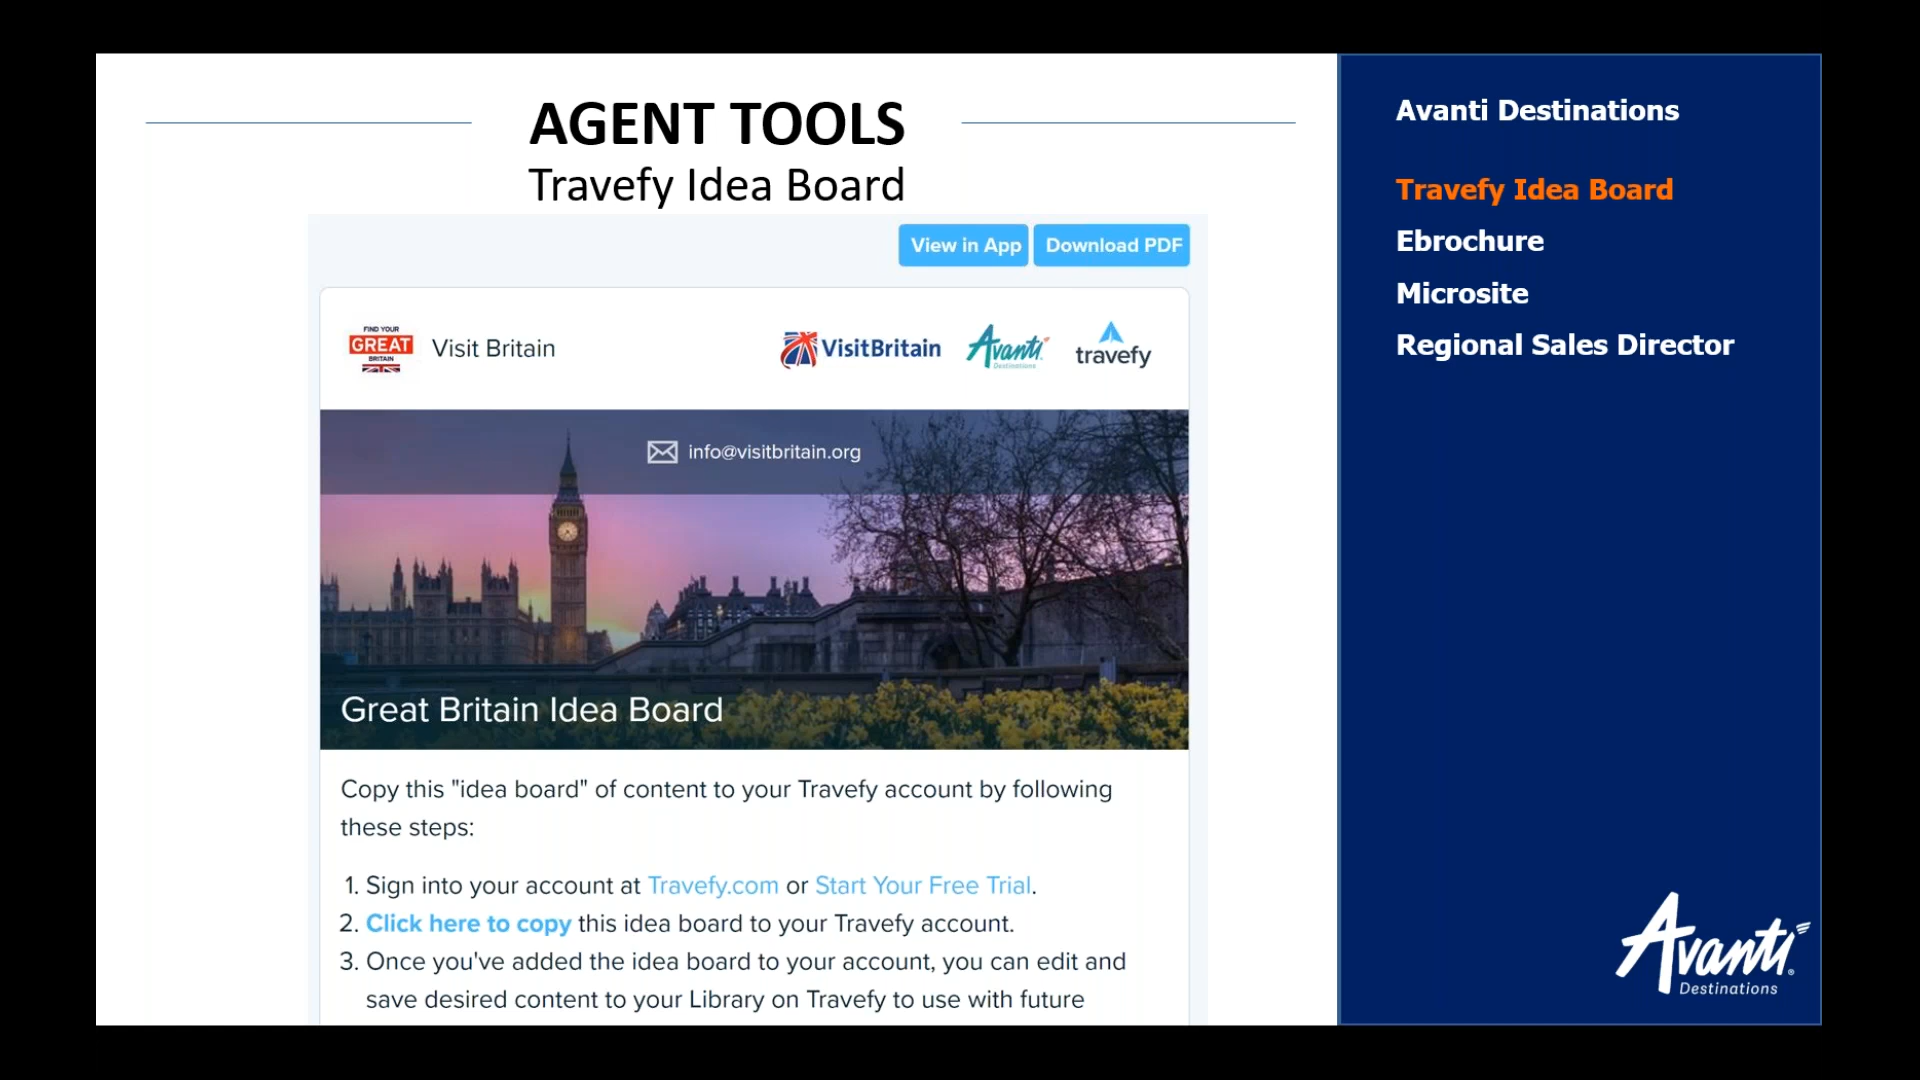 AGENT TOOLS
Travefy Idea Board
View in App
Download PDF
FIND YOUR
GREAT
BRITAIN
Visit Britain
VisitBritain
Avanti
Destinations
travefy
info@visitbritain.org
Great Britain Idea Board
Copy this "idea board" of content to your Travefy account by following
these steps:
1. Sign into your account at Travefy.com or Start Your Free Trial.
2. Click here to copy this idea board to your Travefy account.
3. Once you've added the idea board to your account, you can edit and
save desired content to your Library on Travefy to use with future
Avanti Destinations
Travefy Idea Board
Ebrochure
Microsite
Regional Sales Director
Avanti®
Destinations